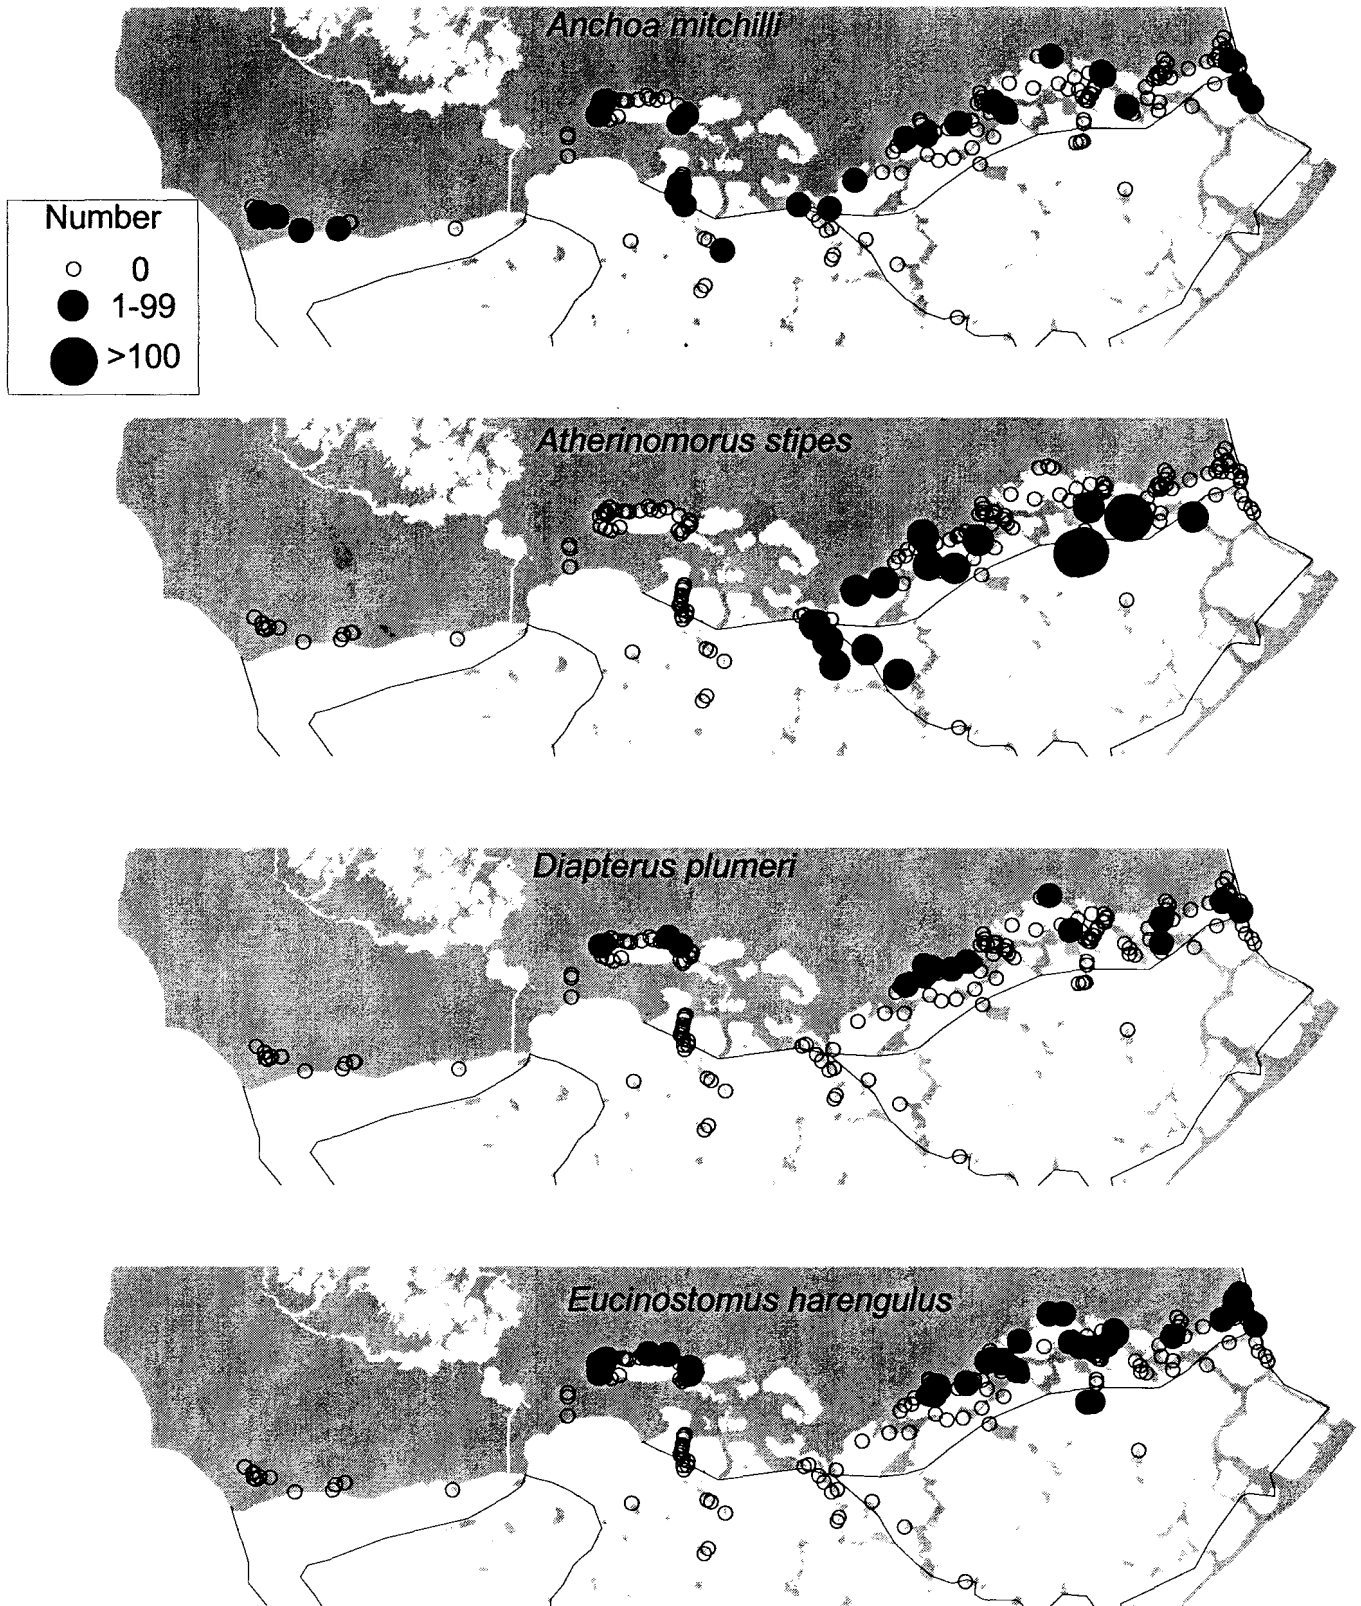 Anchoa mitchilli
Number
0
1-99
>100
Atherinomorus stipes
Diapterus plumeri
Eucinostomus harengulus